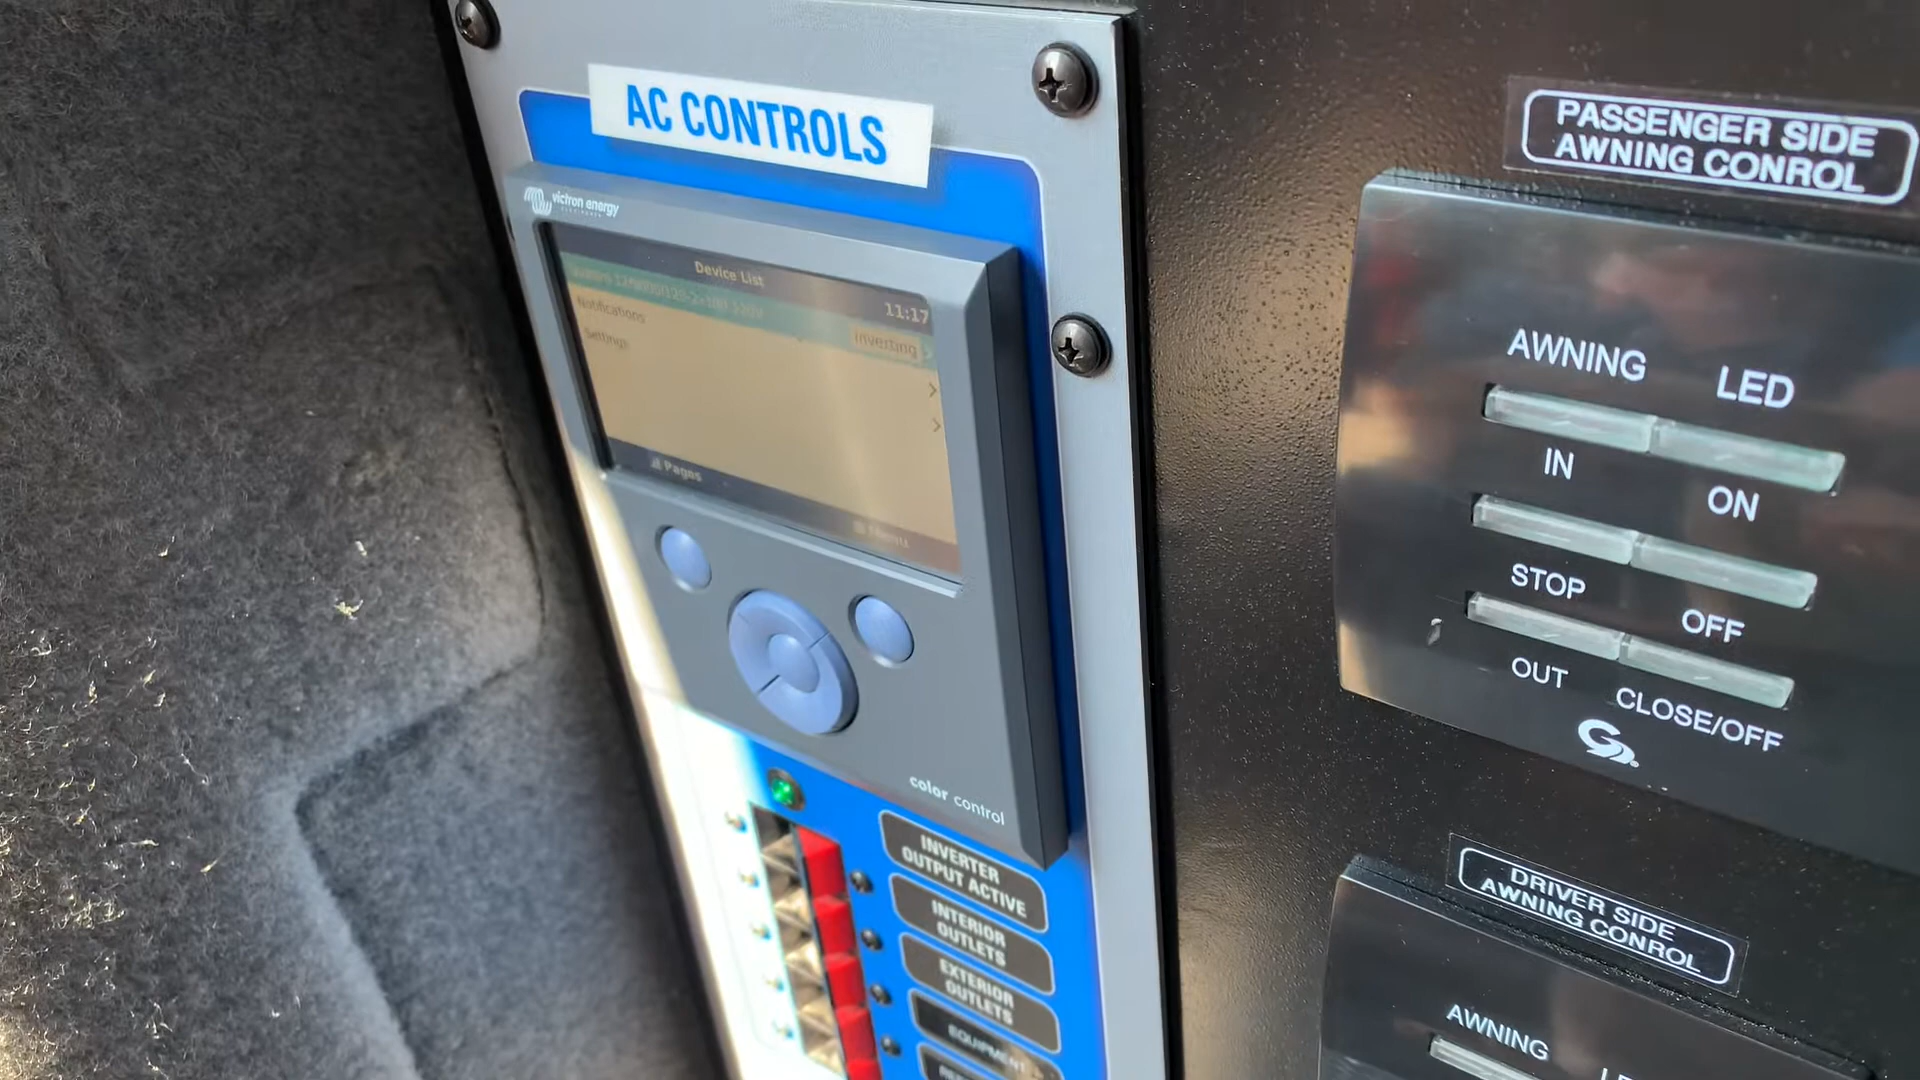 AC CONTROLS
victron energy
Device List
11:17
Inverting
Notifications
Settings
Pages
Menu
color control
INVERTER
OUTPUT ACTIVE
INTERIOR
OUTLETS
EXTERIOR
OUTLETS
EQUIPMENT
PASSENGER SIDE
AWNING CONROL
AWNING
LED
IN
ON
STOP
OFF
OUT
CLOSE/OFF
DRIVER SIDE
AWNING CONROL
AWNING